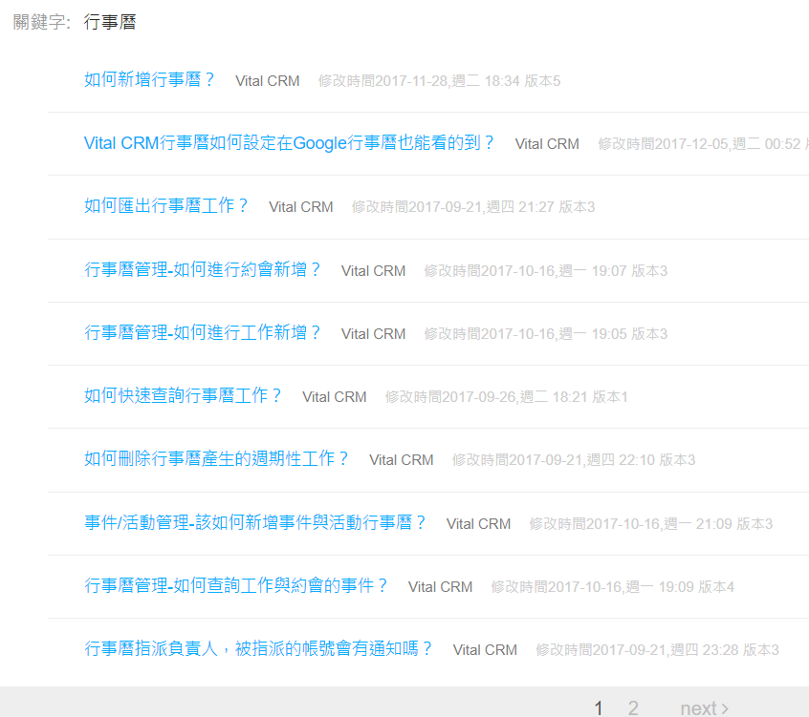 關鍵字: 行事曆
如何新增行事曆？ Vital CRM 修改時間2017-11-28,週二 18:34 版本5
Vital CRM行事曆如何設定在Google行事曆也能看的到？ Vital CRM 修改時間2017-12-05,週二 00:52
如何匯出行事曆工作？ Vital CRM 修改時間2017-09-21,週四 21:27 版本3
行事曆管理-如何進行約會新增？ Vital CRM 修改時間2017-10-16,週一 19:07 版本3
行事曆管理-如何進行工作新增？ Vital CRM 修改時間2017-10-16,週一 19:05 版本3
如何快速查詢行事曆工作？ Vital CRM 修改時間2017-09-26,週二 18:21 版本1
如何刪除行事曆產生的週期性工作？ Vital CRM 修改時間2017-09-21,週四 22:10 版本3
事件/活動管理-該如何新增事件與活動行事曆？ Vital CRM 修改時間2017-10-16,週一 21:09 版本3
行事曆管理-如何查詢工作與約會的事件？ Vital CRM 修改時間2017-10-16,週一 19:09 版本4
行事曆指派負責人，被指派的帳號會有通知嗎？ Vital CRM 修改時間2017-09-21,週四 23:28 版本3
1 2 next ›